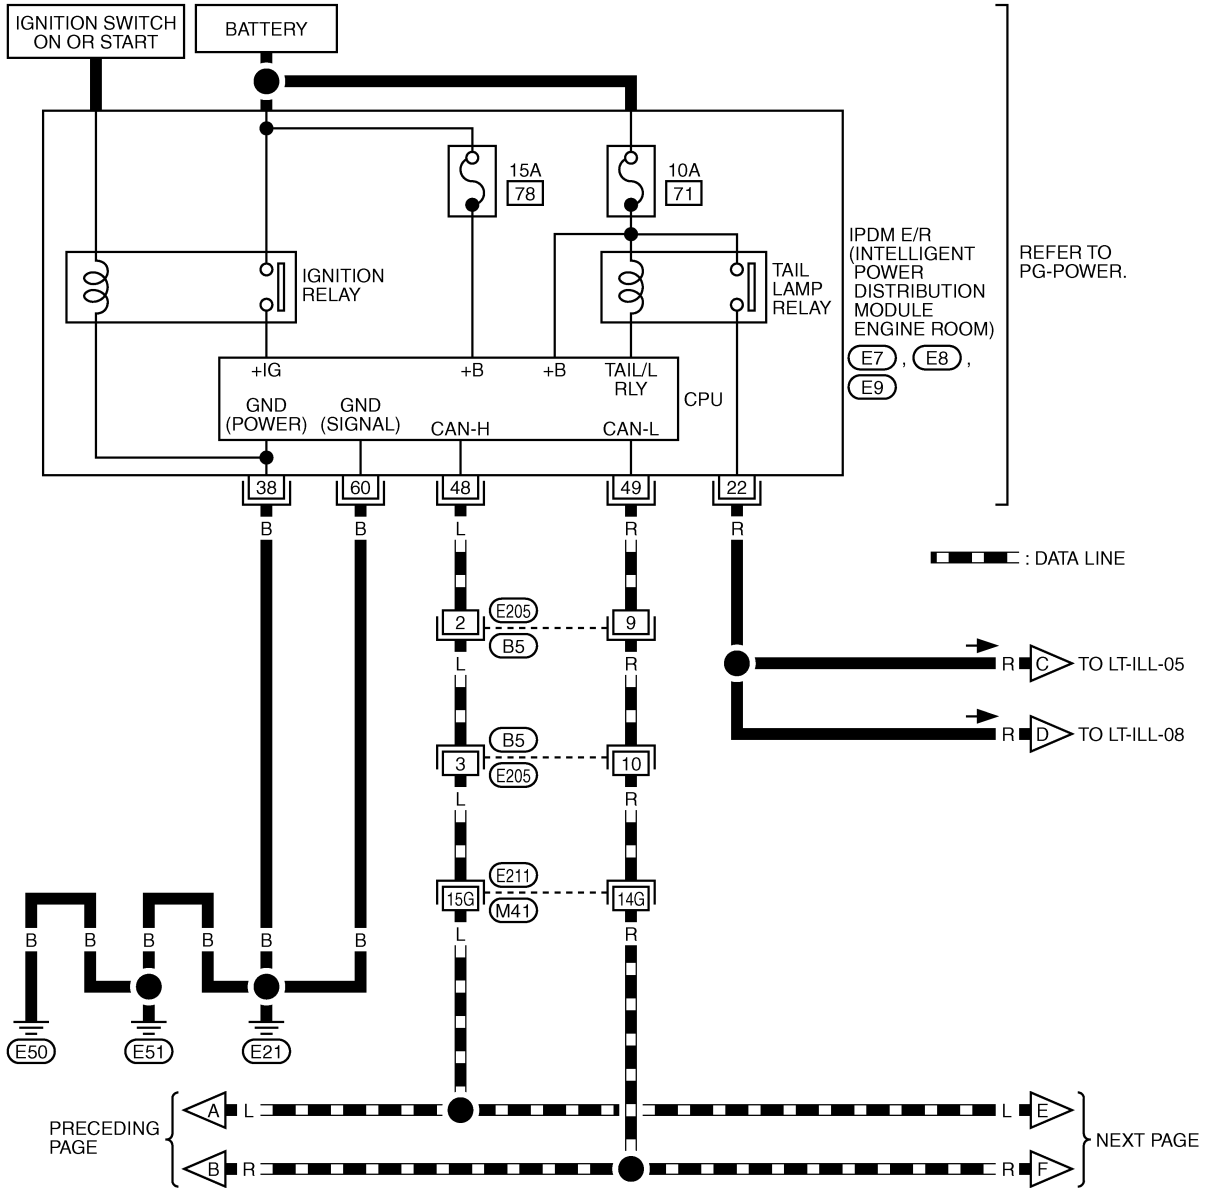 IGNITION SWITCH
ON OR START
BATTERY
15A
78
10A
71
IGNITION
RELAY
TAIL
LAMP
RELAY
IPDM E/R
(INTELLIGENT
POWER
DISTRIBUTION
MODULE
ENGINE ROOM)
E7 , E8 ,
E9
REFER TO
PG-POWER.
+IG
+B
+B
TAIL/L
RLY
CPU
GND
(POWER)
GND
(SIGNAL)
CAN-H
CAN-L
38
60
48
49
22
B
B
L
R
R
: DATA LINE
2
E205
B5
9
L
R
R
C
TO LT-ILL-05
R
D
TO LT-ILL-08
3
B5
E205
10
L
R
15G
E211
M41
14G
L
R
B
B
B
B
B
B
E50
E51
E21
PRECEDING
PAGE
A
L
L
E
B
R
R
F
NEXT PAGE